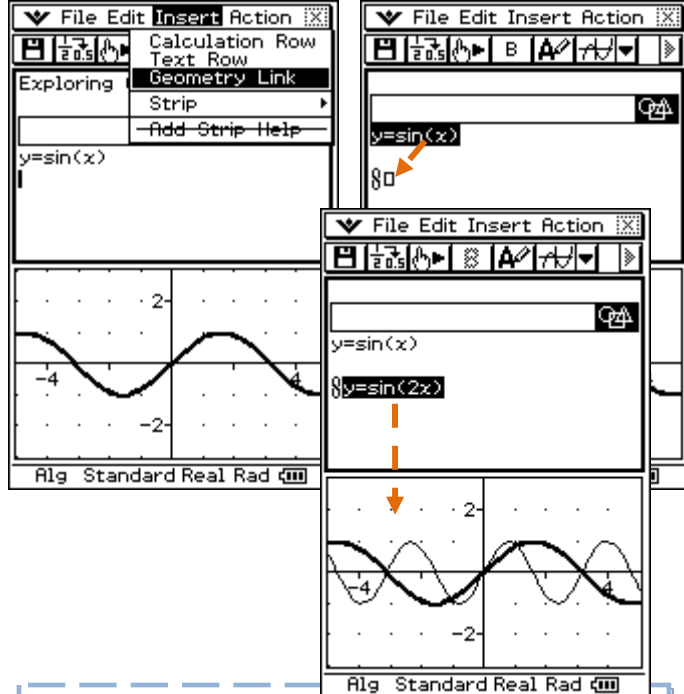 File Edit Insert Action
Calculation Row
Text Row
Geometry Link
Strip
Add Strip Help
Exploring
y=sin(x)
2
-4
4
-2
Alg Standard Real Rad
File Edit Insert Action
B
y=sin(x)
File Edit Insert Action
B
y=sin(x)
y=sin(2x)
2
-4
4
-2
Alg Standard Real Rad